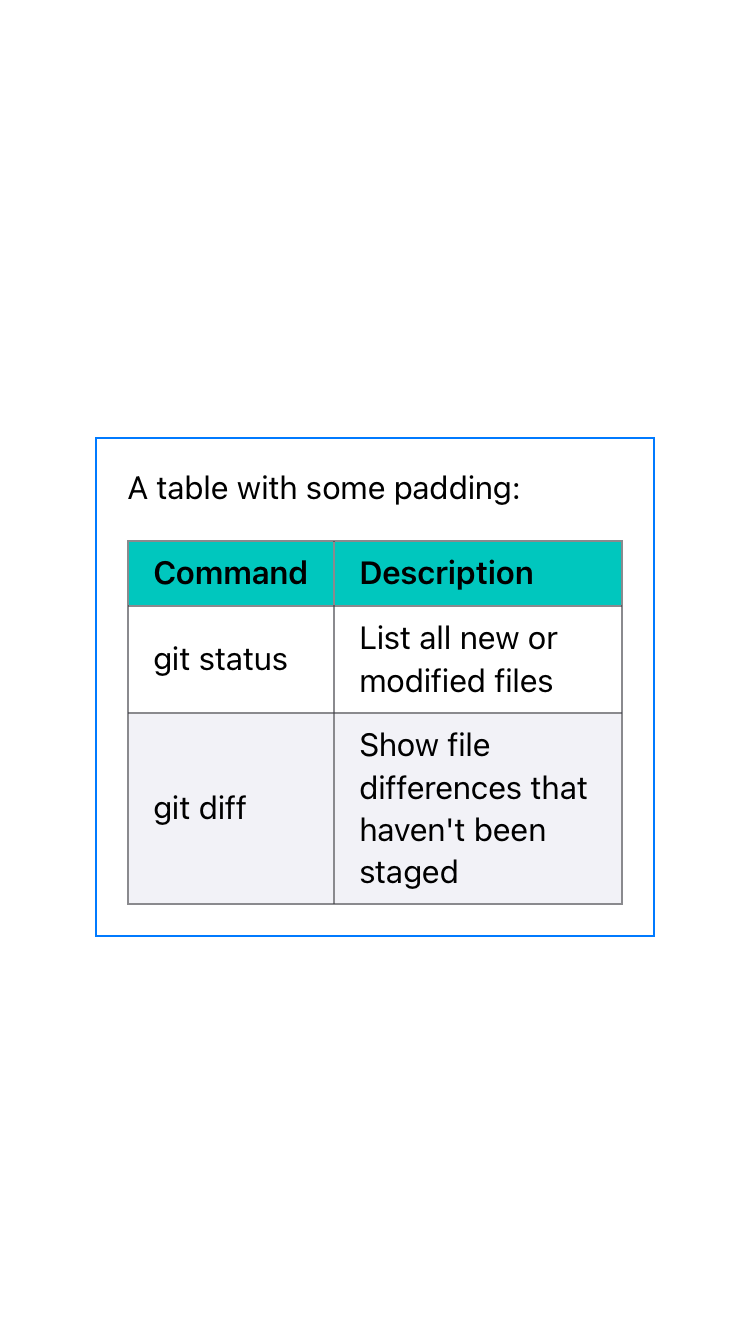 A table with some padding:
Command Description
git status
List all new or
modified files
git diff
Show file
differences that
haven't been
staged